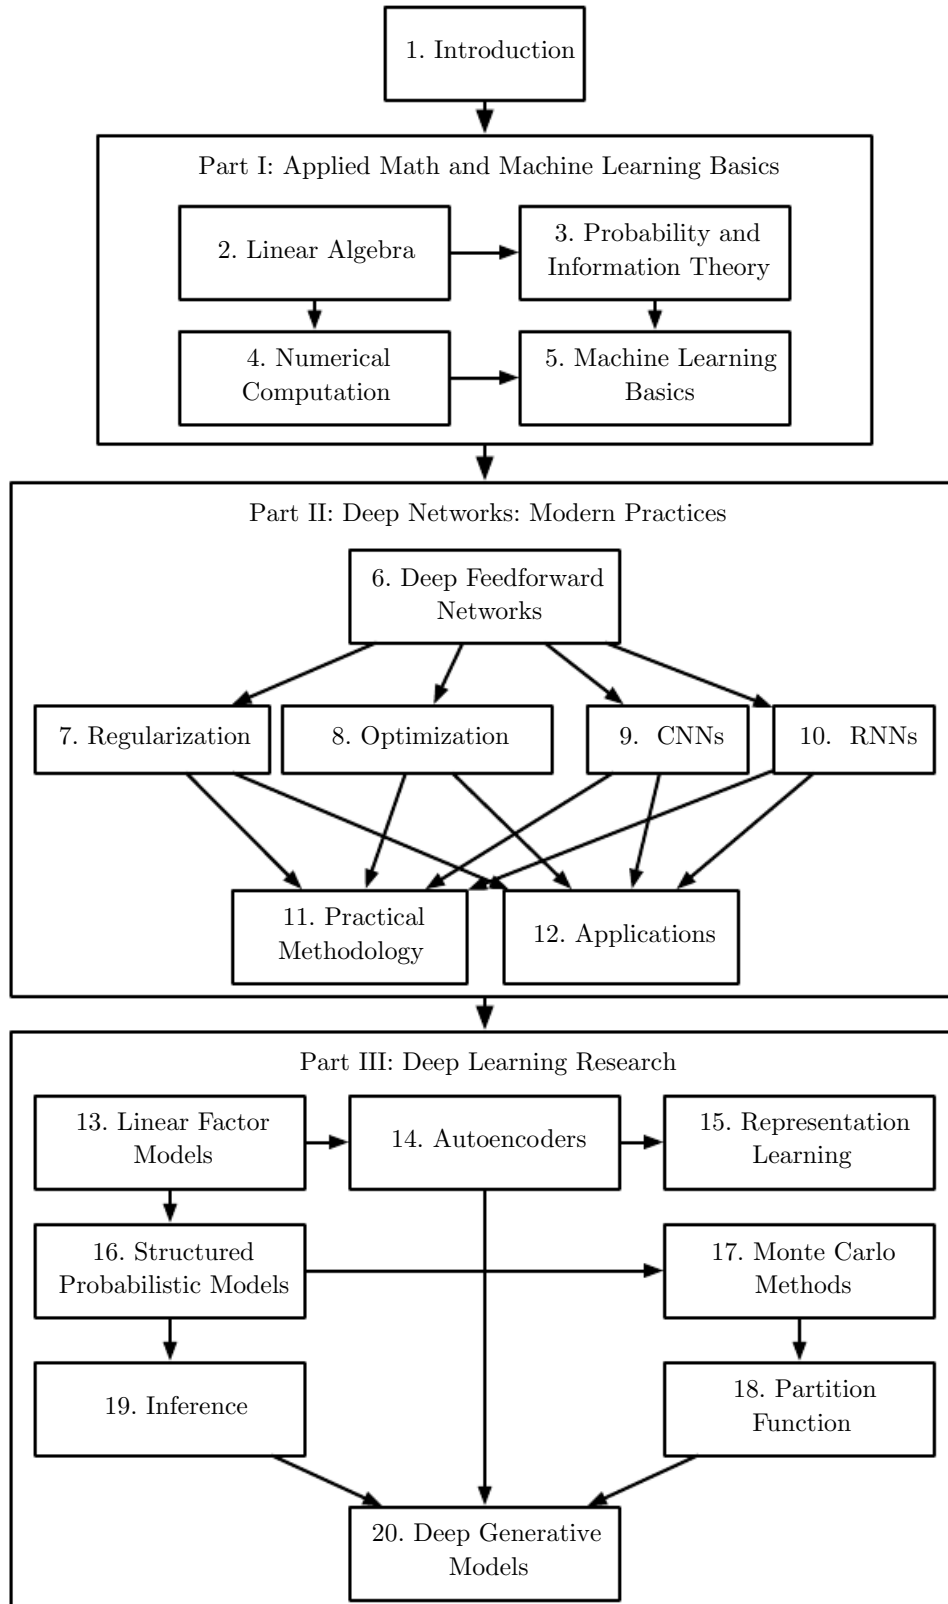 1. Introduction
Part I: Applied Math and Machine Learning Basics
2. Linear Algebra
3. Probability and
Information Theory
4. Numerical
Computation
5. Machine Learning
Basics
Part II: Deep Networks: Modern Practices
6. Deep Feedforward
Networks
7. Regularization
8. Optimization
9. CNNs
10. RNNs
11. Practical
Methodology
12. Applications
Part III: Deep Learning Research
13. Linear Factor
Models
14. Autoencoders
15. Representation
Learning
16. Structured
Probabilistic Models
17. Monte Carlo
Methods
19. Inference
18. Partition
Function
20. Deep Generative
Models